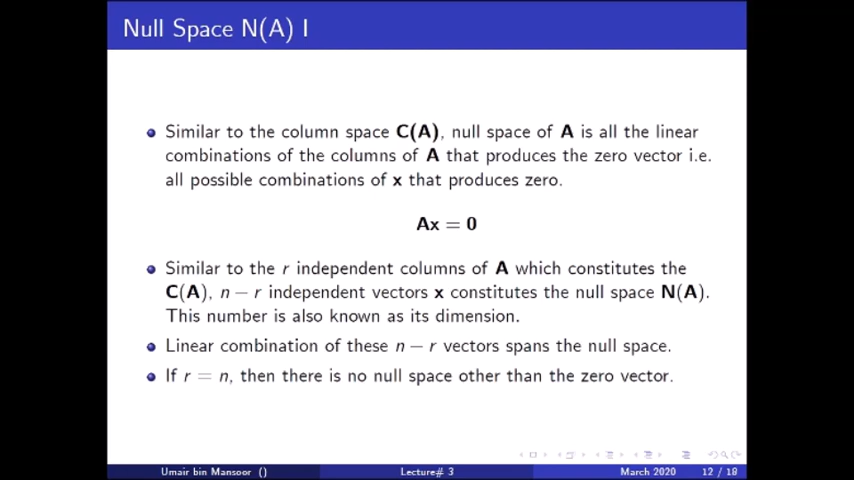 Null Space N(A) I
Similar to the column space C(A), null space of A is all the linear
combinations of the columns of A that produces the zero vector i.e.
all possible combinations of x that produces zero.
Ax = 0
Similar to the r independent columns of A which constitutes the
C(A), n − r independent vectors x constitutes the null space N(A).
This number is also known as its dimension.
Linear combination of these n − r vectors spans the null space.
If r = n, then there is no null space other than the zero vector.
Umair bin Mansoor () Lecture# 3 March 2020 12 / 18